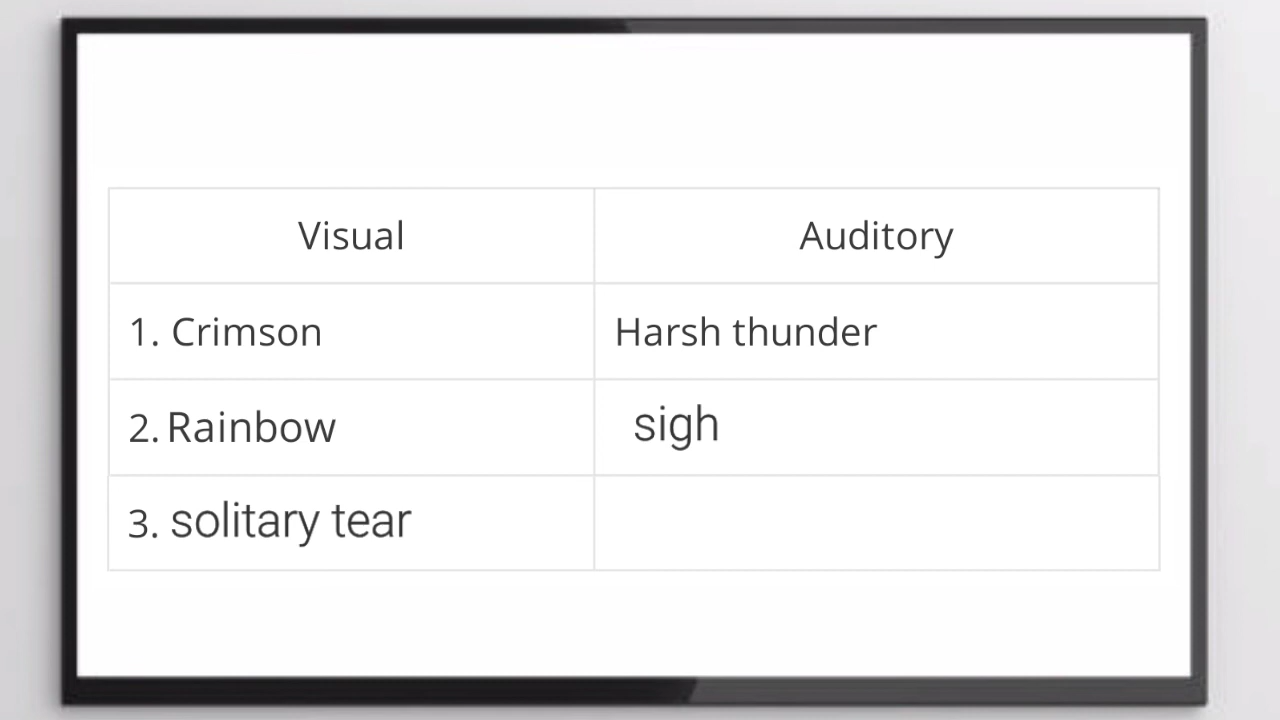 Visual Auditory
1. Crimson Harsh thunder
2. Rainbow sigh
3. solitary tear